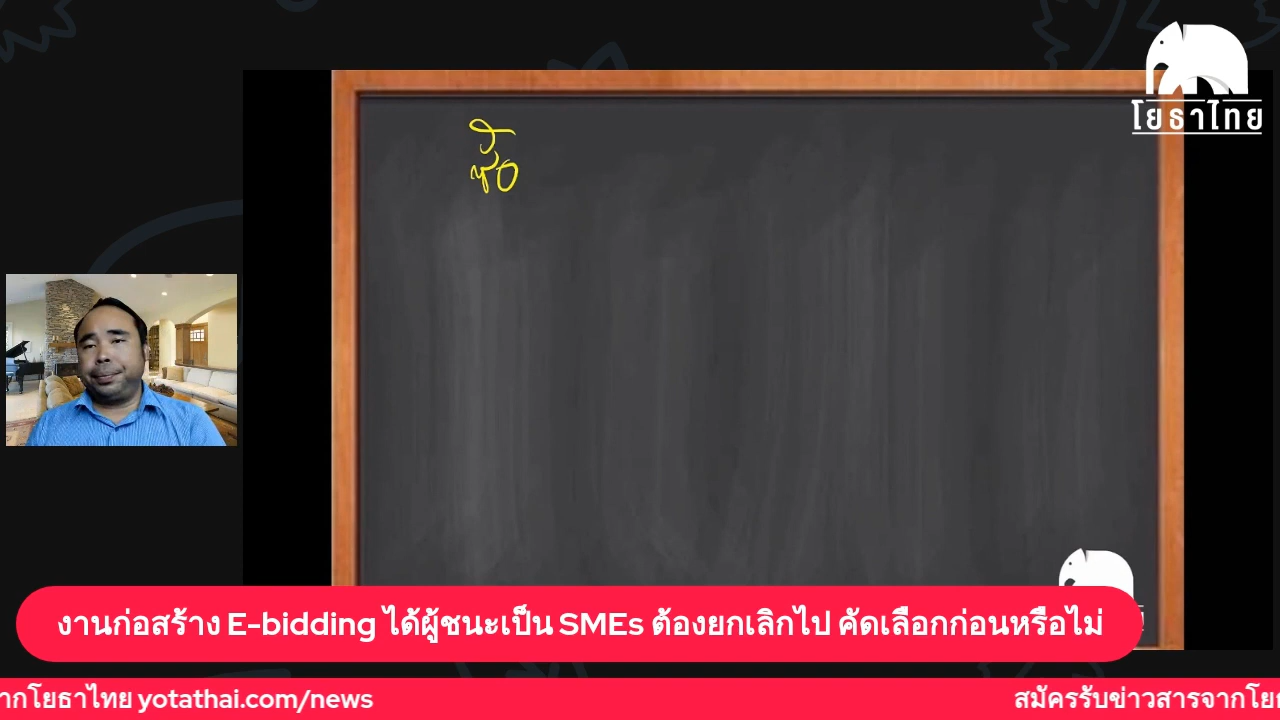 โยธาไทย
ซื้อ
งานก่อสร้าง E-bidding ได้ผู้ชนะเป็น SMEs ต้องยกเลิกไป คัดเลือกก่อนหรือไม่
ากโยธาไทย yotathai.com/news
สมัครรับข่าวสารจากโย